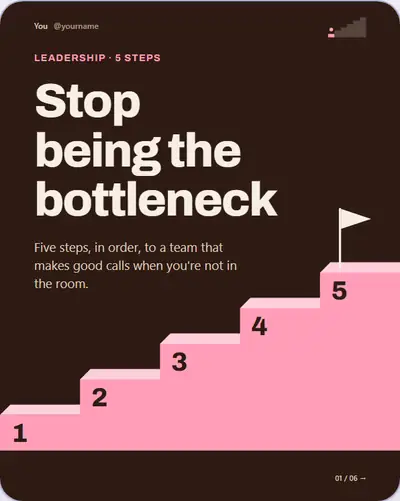 You @yourname
LEADERSHIP · 5 STEPS
Stop
being the
bottleneck
Five steps, in order, to a team that
makes good calls when you're not in
the room.
5
4
3
2
1
01 / 06 →